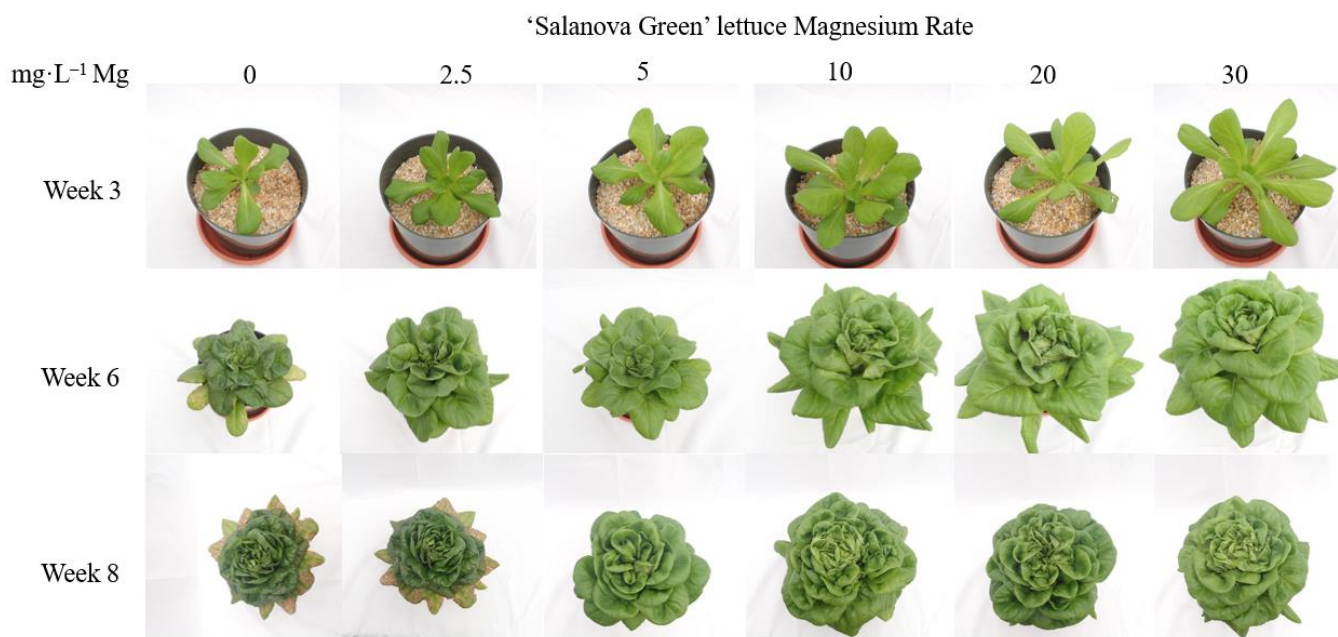 ‘Salanova Green’ lettuce Magnesium Rate
mg·L⁻¹ Mg 0 2.5 5 10 20 30
Week 3
Week 6
Week 8